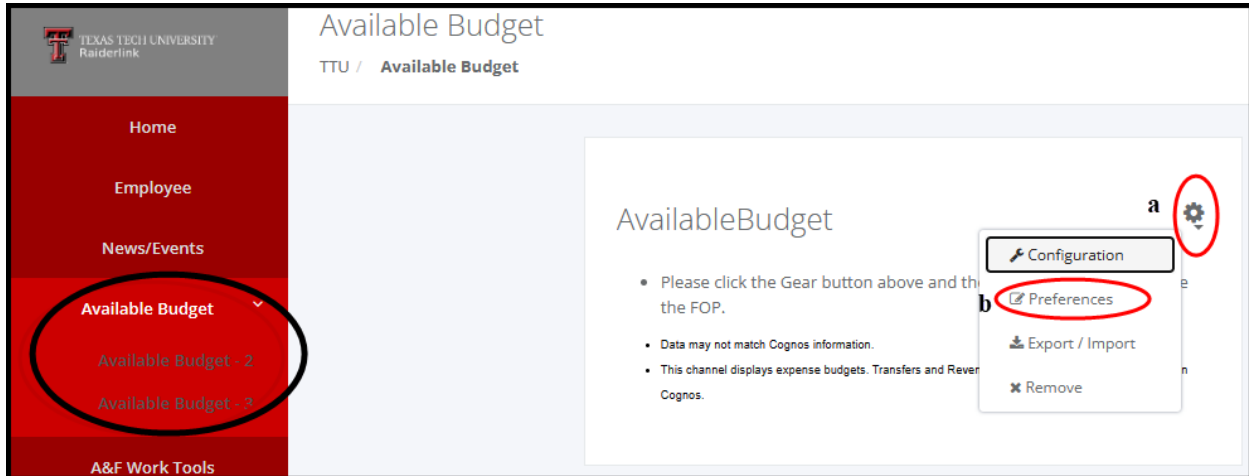 TEXAS TECH UNIVERSITY
Raiderlink
Available Budget
TTU / Available Budget
Home
Employee
News/Events
Available Budget
Available Budget - 2
Available Budget - 3
A&F Work Tools
AvailableBudget
a
Configuration
b
Preferences
Export / Import
Remove
• Please click the Gear button above and the
e
the FOP.
• Data may not match Cognos information.
• This channel displays expense budgets. Transfers and Rever
n
Cognos.